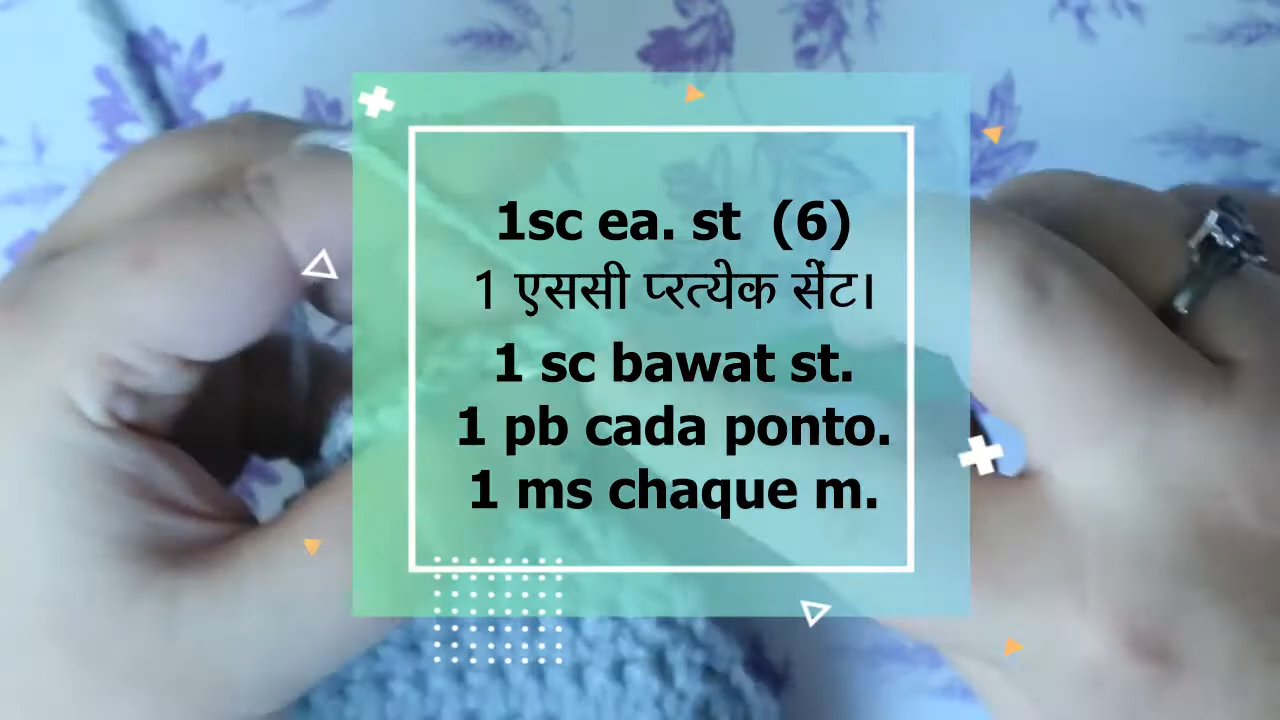 1sc ea. st (6)
1 एससी प्रत्येक सेंट।
1 sc bawat st.
1 pb cada ponto.
1 ms chaque m.